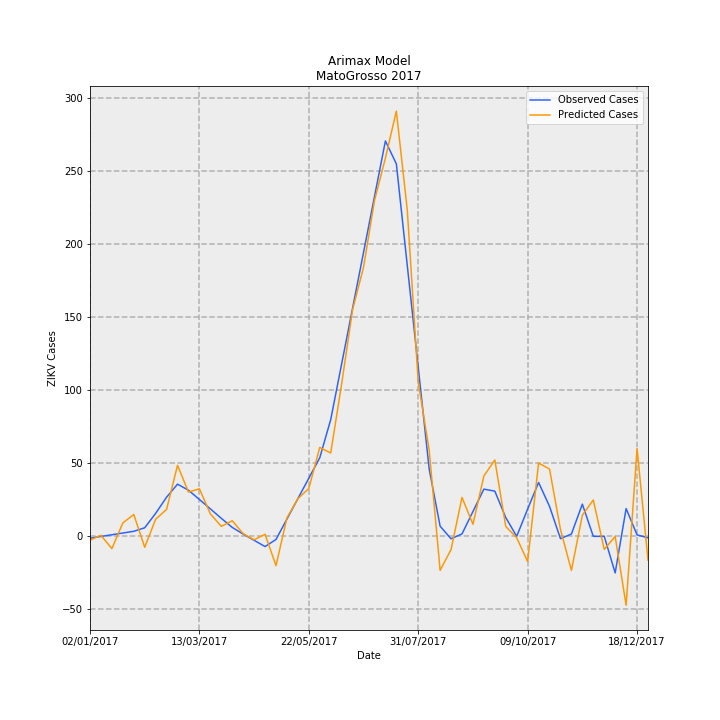 Arimax Model
MatoGrosso 2017
Observed Cases
Predicted Cases
300
250
200
150
100
50
0
−50
ZIKV Cases
02/01/2017 13/03/2017 22/05/2017 31/07/2017 09/10/2017 18/12/2017
Date